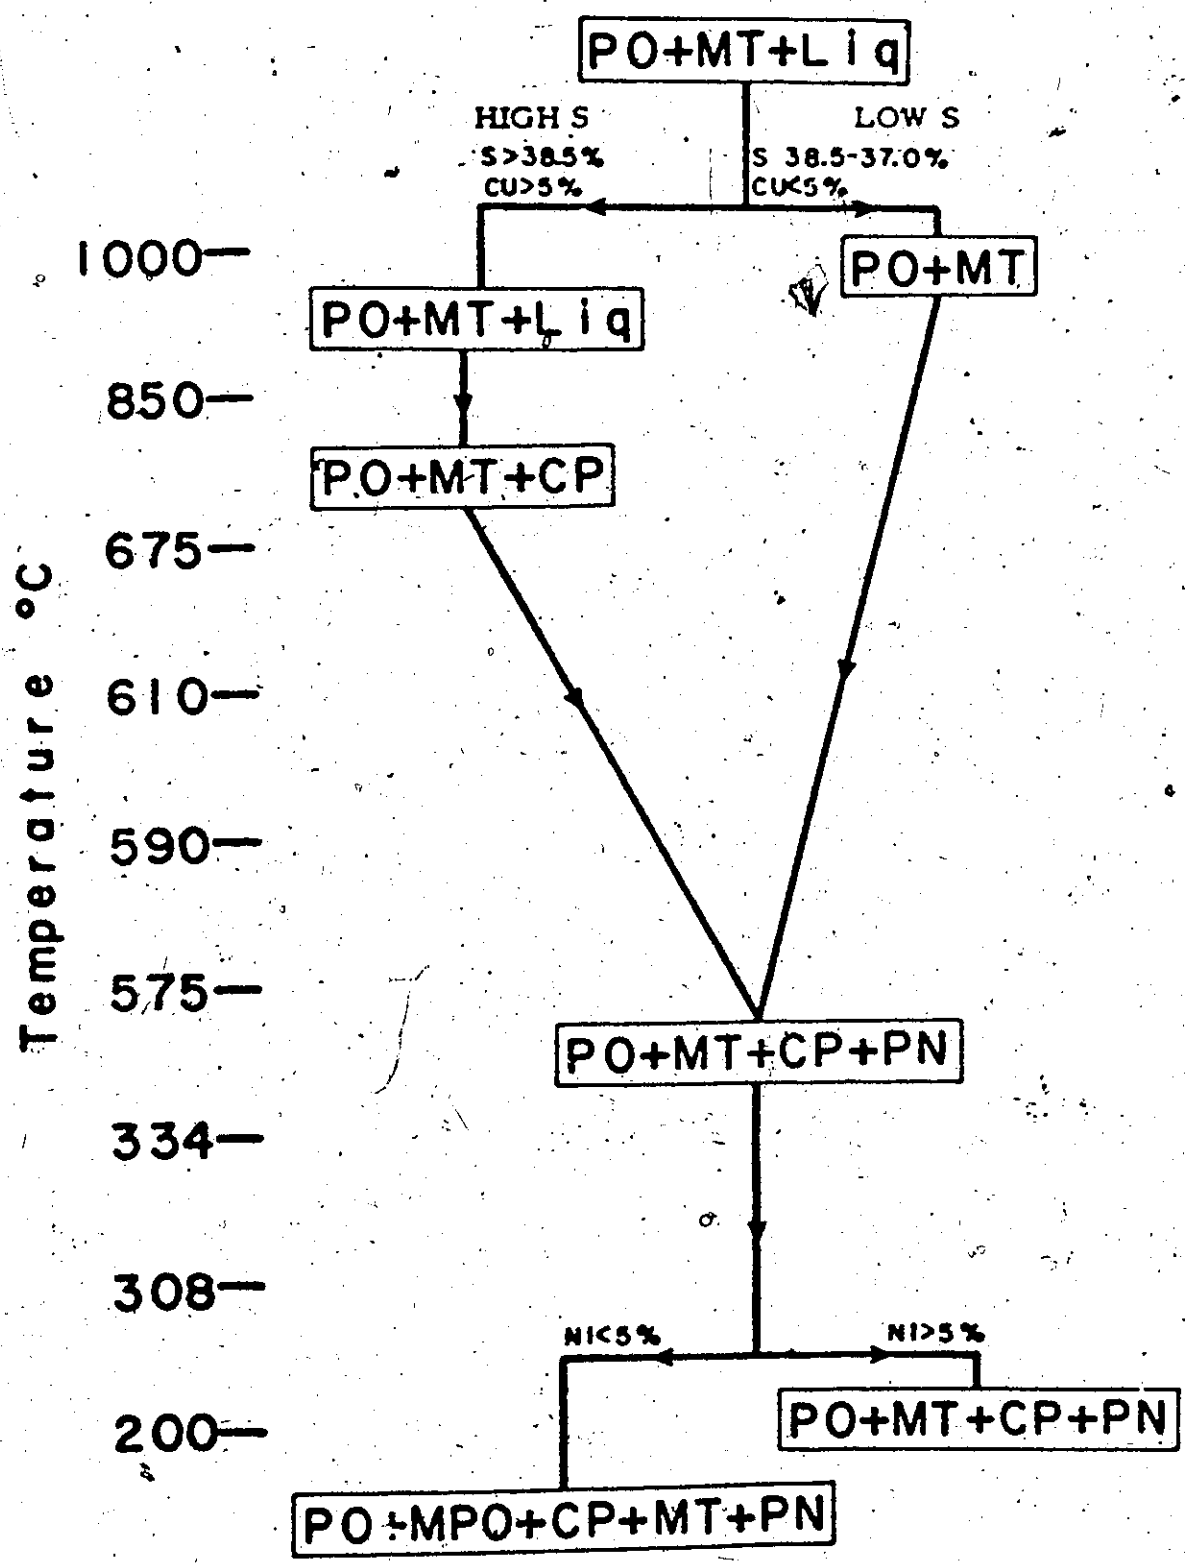 PO+MT+Liq
HIGH S
LOW S
S>38.5%
S 38.5-37.0%
CU>5%
CU<5%
1000
PO+MT
PO+MT+Liq
850
PO+MT+CP
675
610
590
575
PO+MT+CP+PN
334
308
NI<5%
NI>5%
PO+MT+CP+PN
200
PO+MPO+CP+MT+PN
Temperature °C